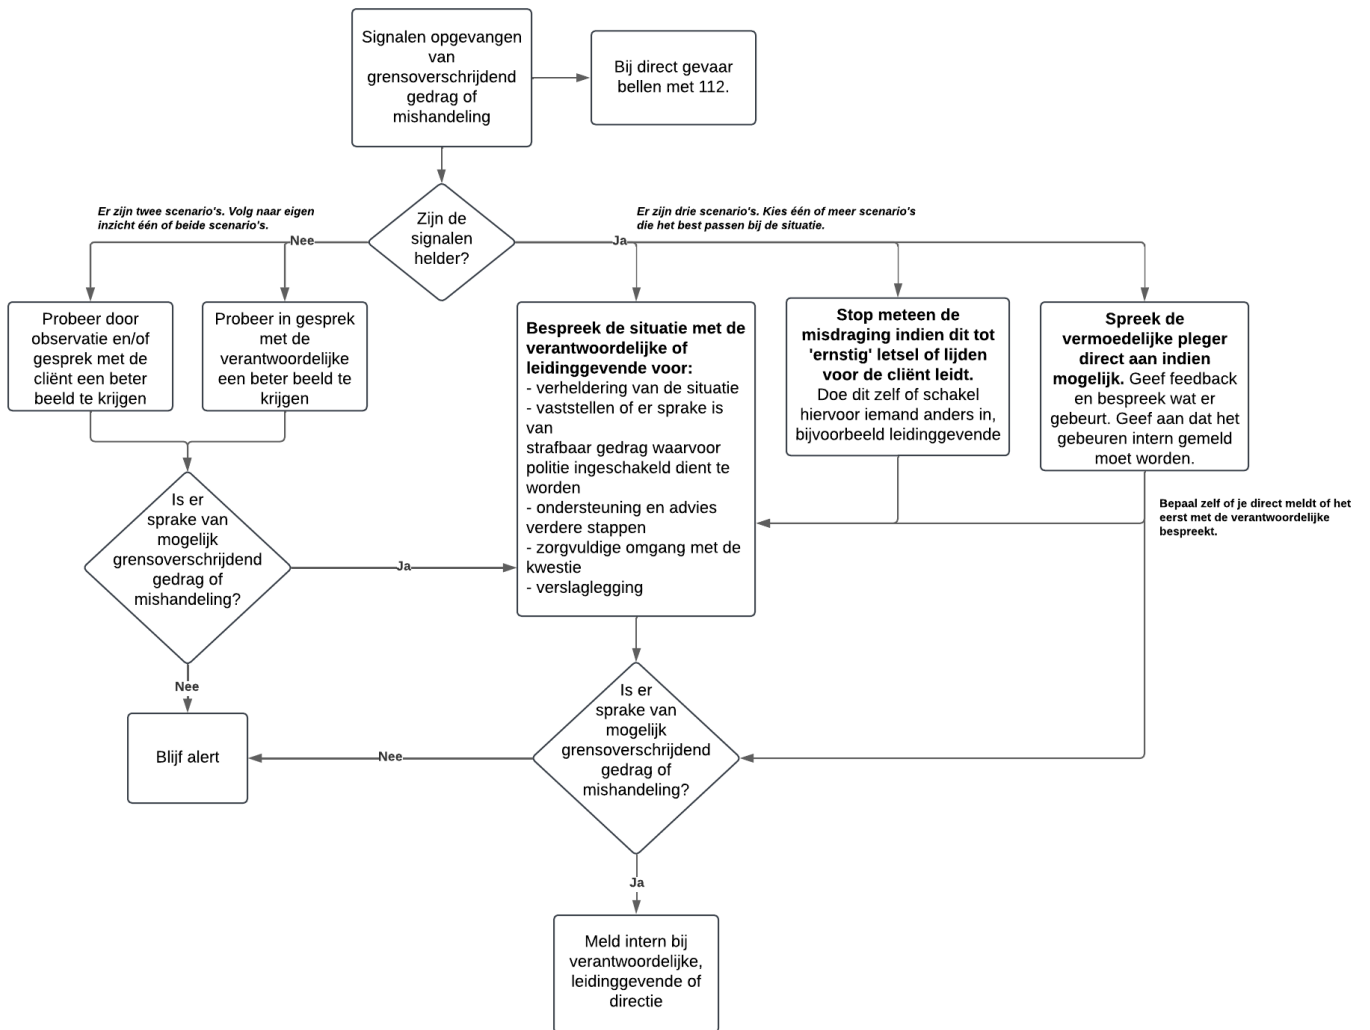 Signalen opgevangen
van
grensoverschrijdend
gedrag of
mishandeling
Bij direct gevaar
bellen met 112.
Er zijn twee scenario's. Volg naar eigen
inzicht één of beide scenario's.
Zijn de
signalen
helder?
Er zijn drie scenario's. Kies één of meer scenario's
die het best passen bij de situatie.
Nee
Ja
Probeer door
observatie en/of
gesprek met de
cliënt een beter
beeld te krijgen
Probeer in gesprek
met de
verantwoordelijke
een beter beeld te
krijgen
Bespreek de situatie met de
verantwoordelijke of
leidinggevende voor:
- verheldering van de situatie
- vaststellen of er sprake is
van
strafbaar gedrag waarvoor
politie ingeschakeld dient te
worden
- ondersteuning en advies
verdere stappen
- zorgvuldige omgang met de
kwestie
- verslaglegging
Stop meteen de
misdraging indien dit tot
'ernstig' letsel of lijden
voor de cliënt leidt.
Doe dit zelf of schakel
hiervoor iemand anders in,
bijvoorbeeld leidinggevende
Spreek de
vermoedelijke pleger
direct aan indien
mogelijk. Geef feedback
en bespreek wat er
gebeurt. Geef aan dat het
gebeuren intern gemeld
moet worden.
Bepaal zelf of je direct meldt of het
eerst met de verantwoordelijke
bespreekt.
Is er
sprake van
mogelijk
grensoverschrijdend
gedrag of
mishandeling?
Ja
Nee
Blijf alert
Is er
sprake van
mogelijk
grensoverschrijdend
gedrag of
mishandeling?
Nee
Ja
Meld intern bij
verantwoordelijke,
leidinggevende of
directie